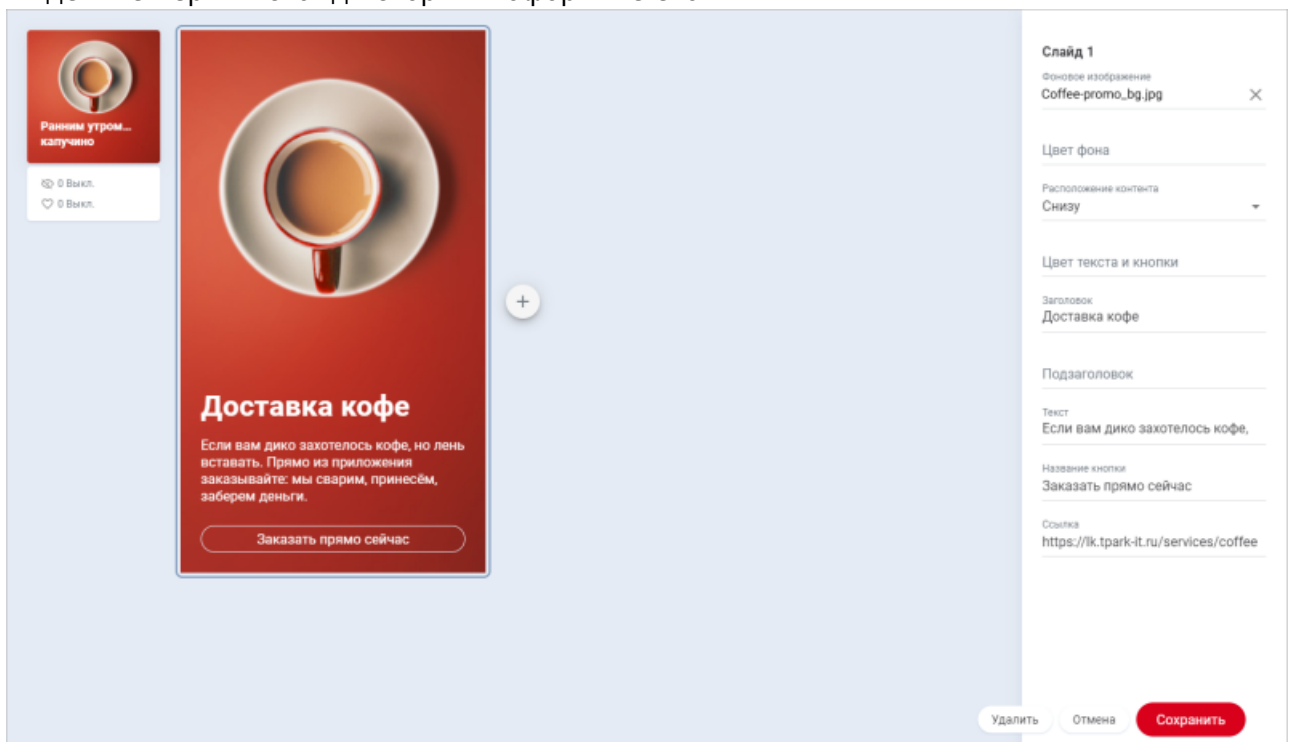 Ранним утром...
капучино
0 Выкл.
0 Выкл.
Доставка кофе
Если вам дико захотелось кофе, но лень
вставать. Прямо из приложения
заказывайте: мы сварим, принесём,
заберем деньги.
Заказать прямо сейчас
Слайд 1
Фоновое изображение
Coffee-promo_bg.jpg
Цвет фона
Расположение контента
Снизу
Цвет текста и кнопки
Заголовок
Доставка кофе
Подзаголовок
Текст
Если вам дико захотелось кофе,
Название кнопки
Заказать прямо сейчас
Ссылка
https://lk.tpark-it.ru/services/coffee
Удалить
Отмена
Сохранить